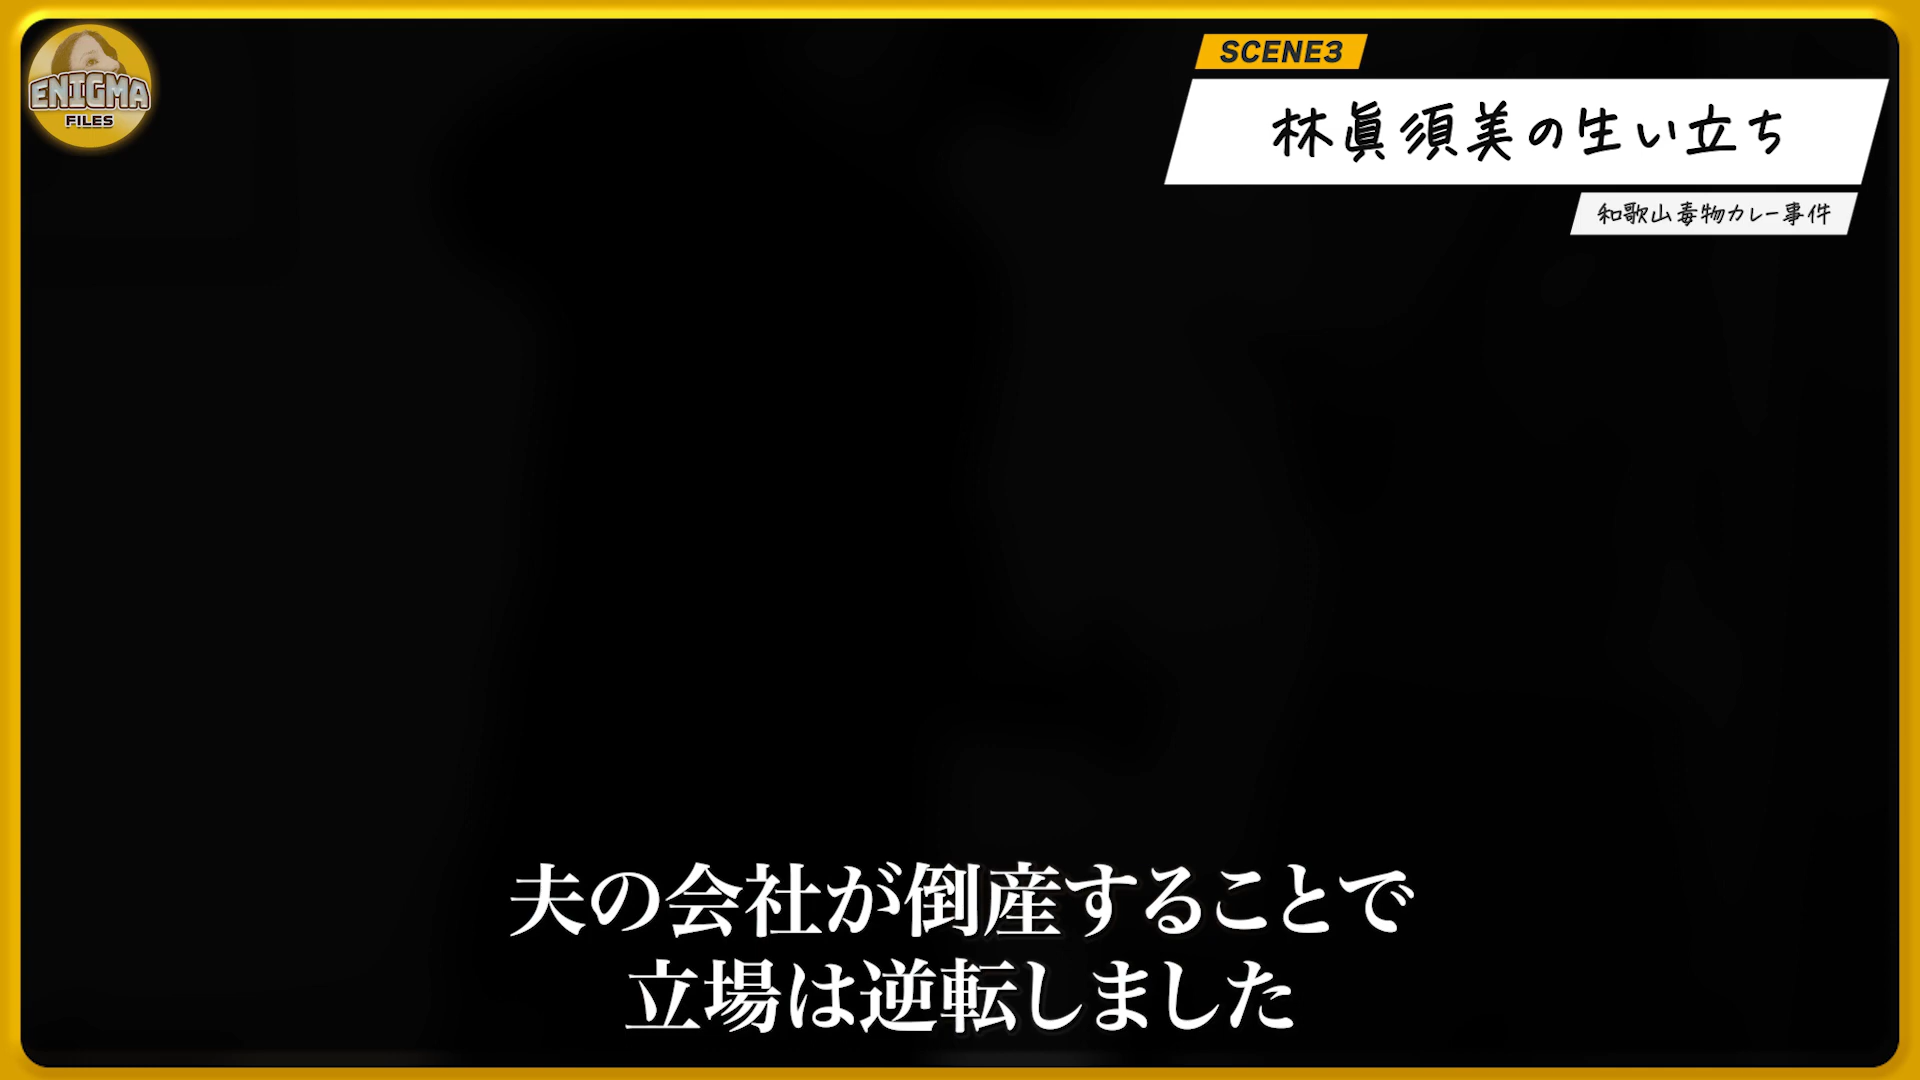 ENIGMA
FILES
SCENE3
林眞須美の生い立ち
和歌山毒物カレー事件
夫の会社が倒産することで
立場は逆転しました